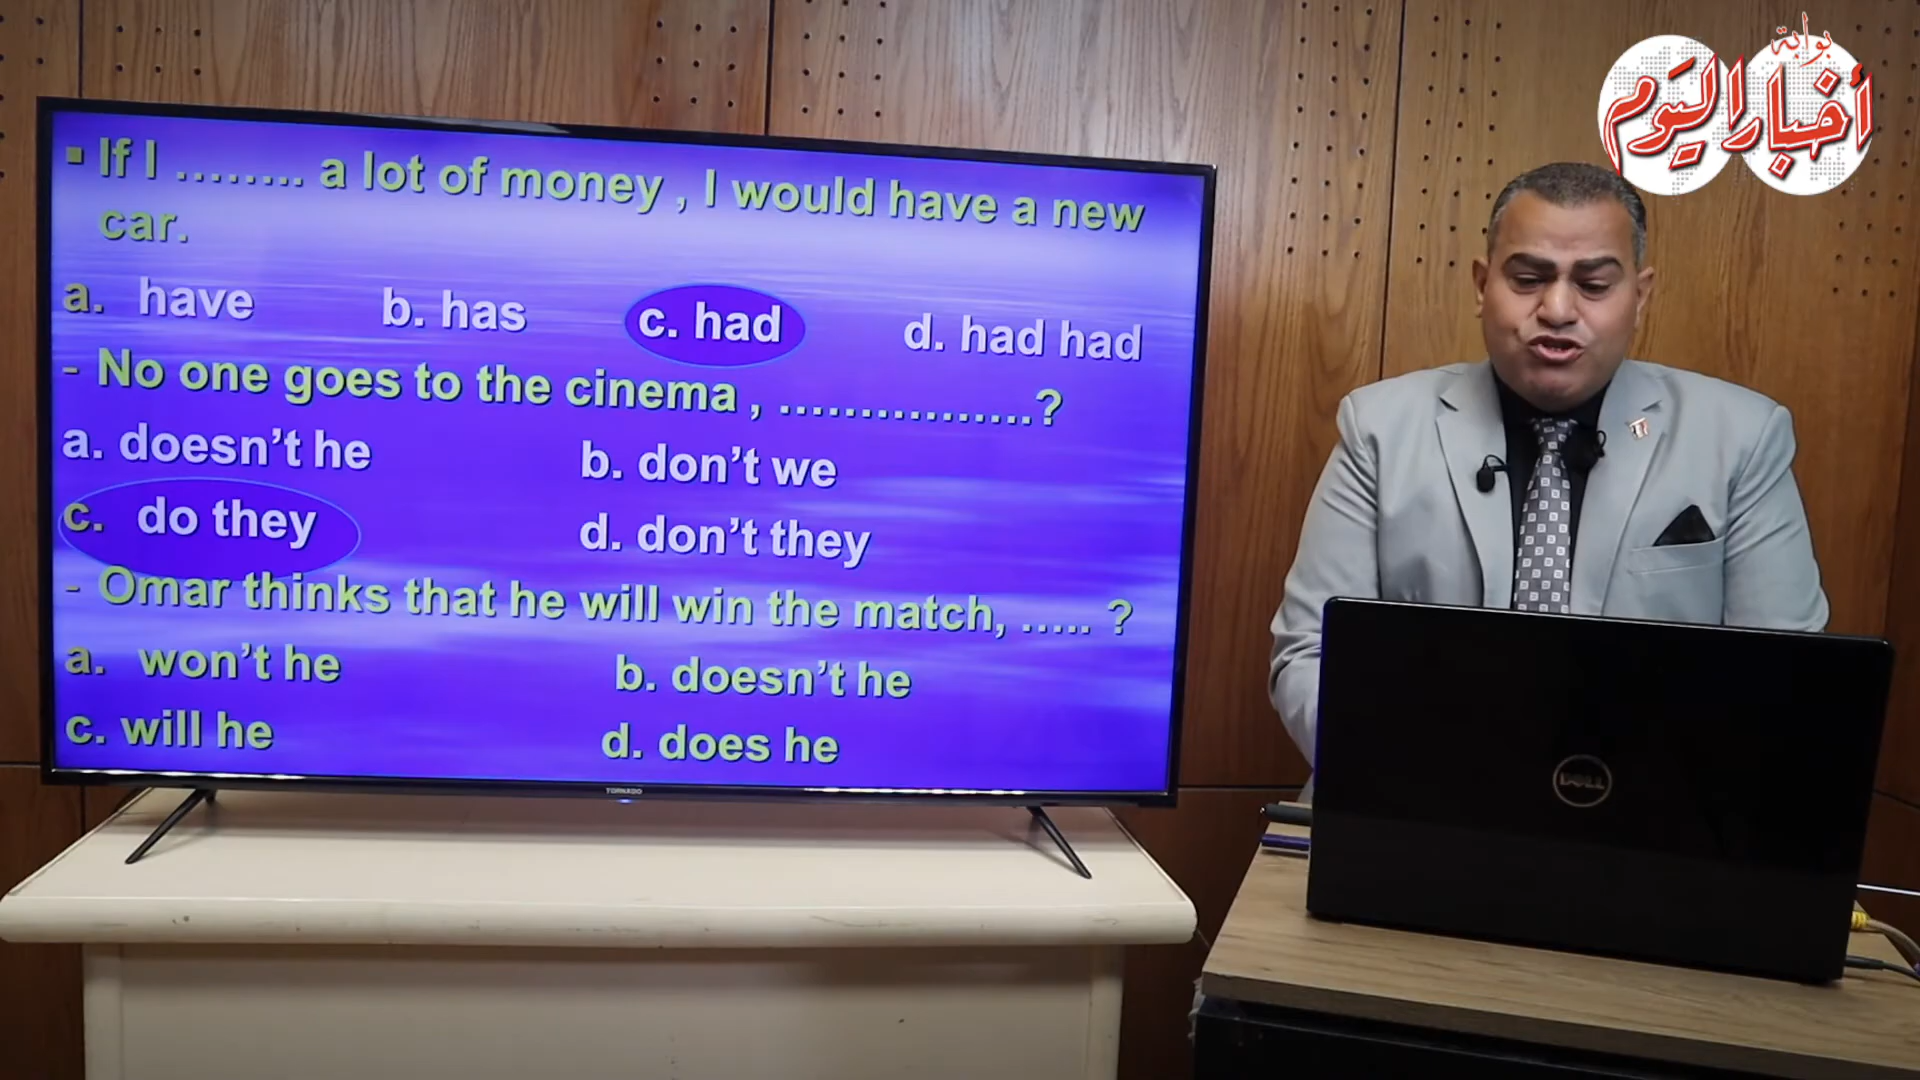 بوابة
أخبار اليوم
▪ If I ........ a lot of money , I would have a new
car.
a. have b. has c. had d. had had
- No one goes to the cinema , ................?
a. doesn't he b. don't we
c. do they d. don't they
- Omar thinks that he will win the match, ..... ?
a. won't he b. doesn't he
c. will he d. does he
TORNADO
DELL